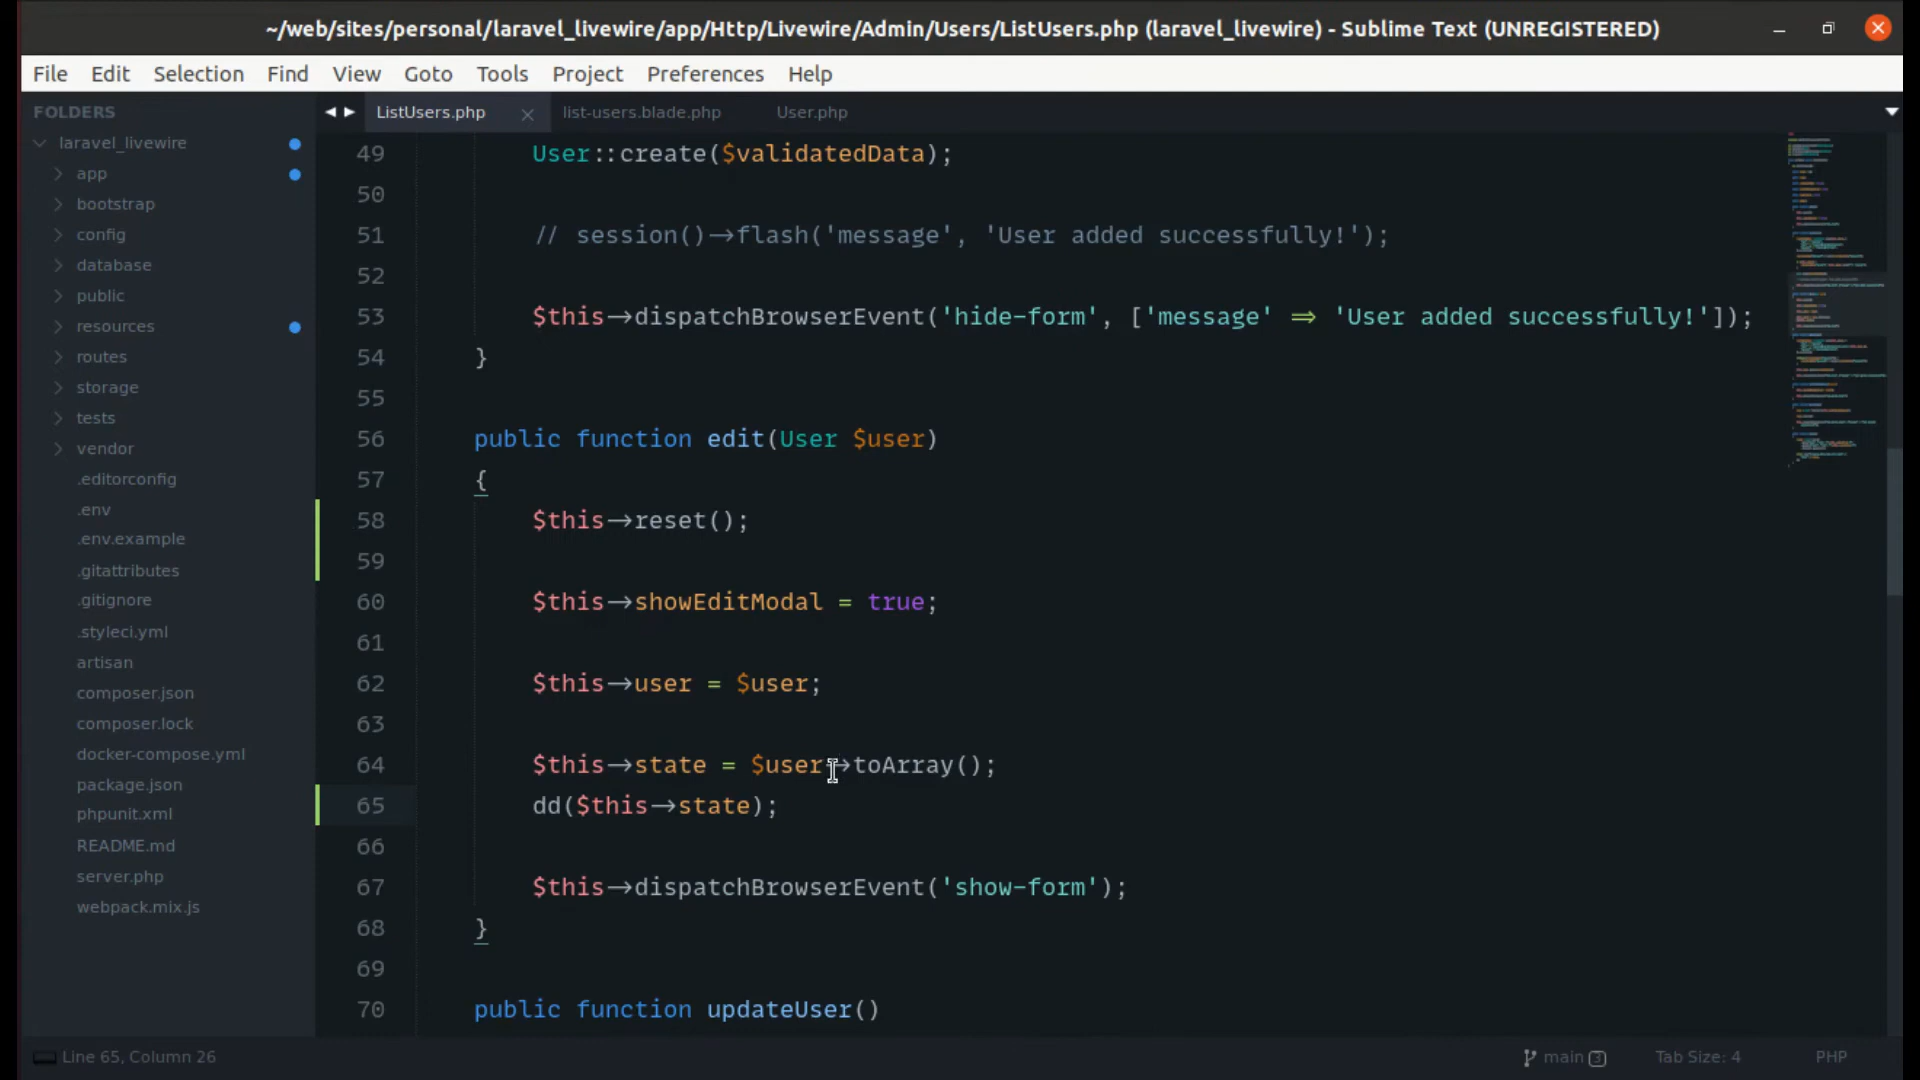 ~/web/sites/personal/laravel_livewire/app/Http/Livewire/Admin/Users/ListUsers.php (laravel_livewire) - Sublime Text (UNREGISTERED)
File Edit Selection Find View Goto Tools Project Preferences Help
FOLDERS
laravel_livewire
app
bootstrap
config
database
public
resources
routes
storage
tests
vendor
.editorconfig
.env
.env.example
.gitattributes
.gitignore
.styleci.yml
artisan
composer.json
composer.lock
docker-compose.yml
package.json
phpunit.xml
README.md
server.php
webpack.mix.js
ListUsers.php list-users.blade.php User.php
49 User::create($validatedData);
50
51 // session()->flash('message', 'User added successfully!');
52
53 $this->dispatchBrowserEvent('hide-form', ['message' => 'User added successfully!']);
54 }
55
56 public function edit(User $user)
57 {
58 $this->reset();
59
60 $this->showEditModal = true;
61
62 $this->user = $user;
63
64 $this->state = $user->toArray();
65 dd($this->state);
66
67 $this->dispatchBrowserEvent('show-form');
68 }
69
70 public function updateUser()
Line 65, Column 26 main 3 Tab Size: 4 PHP